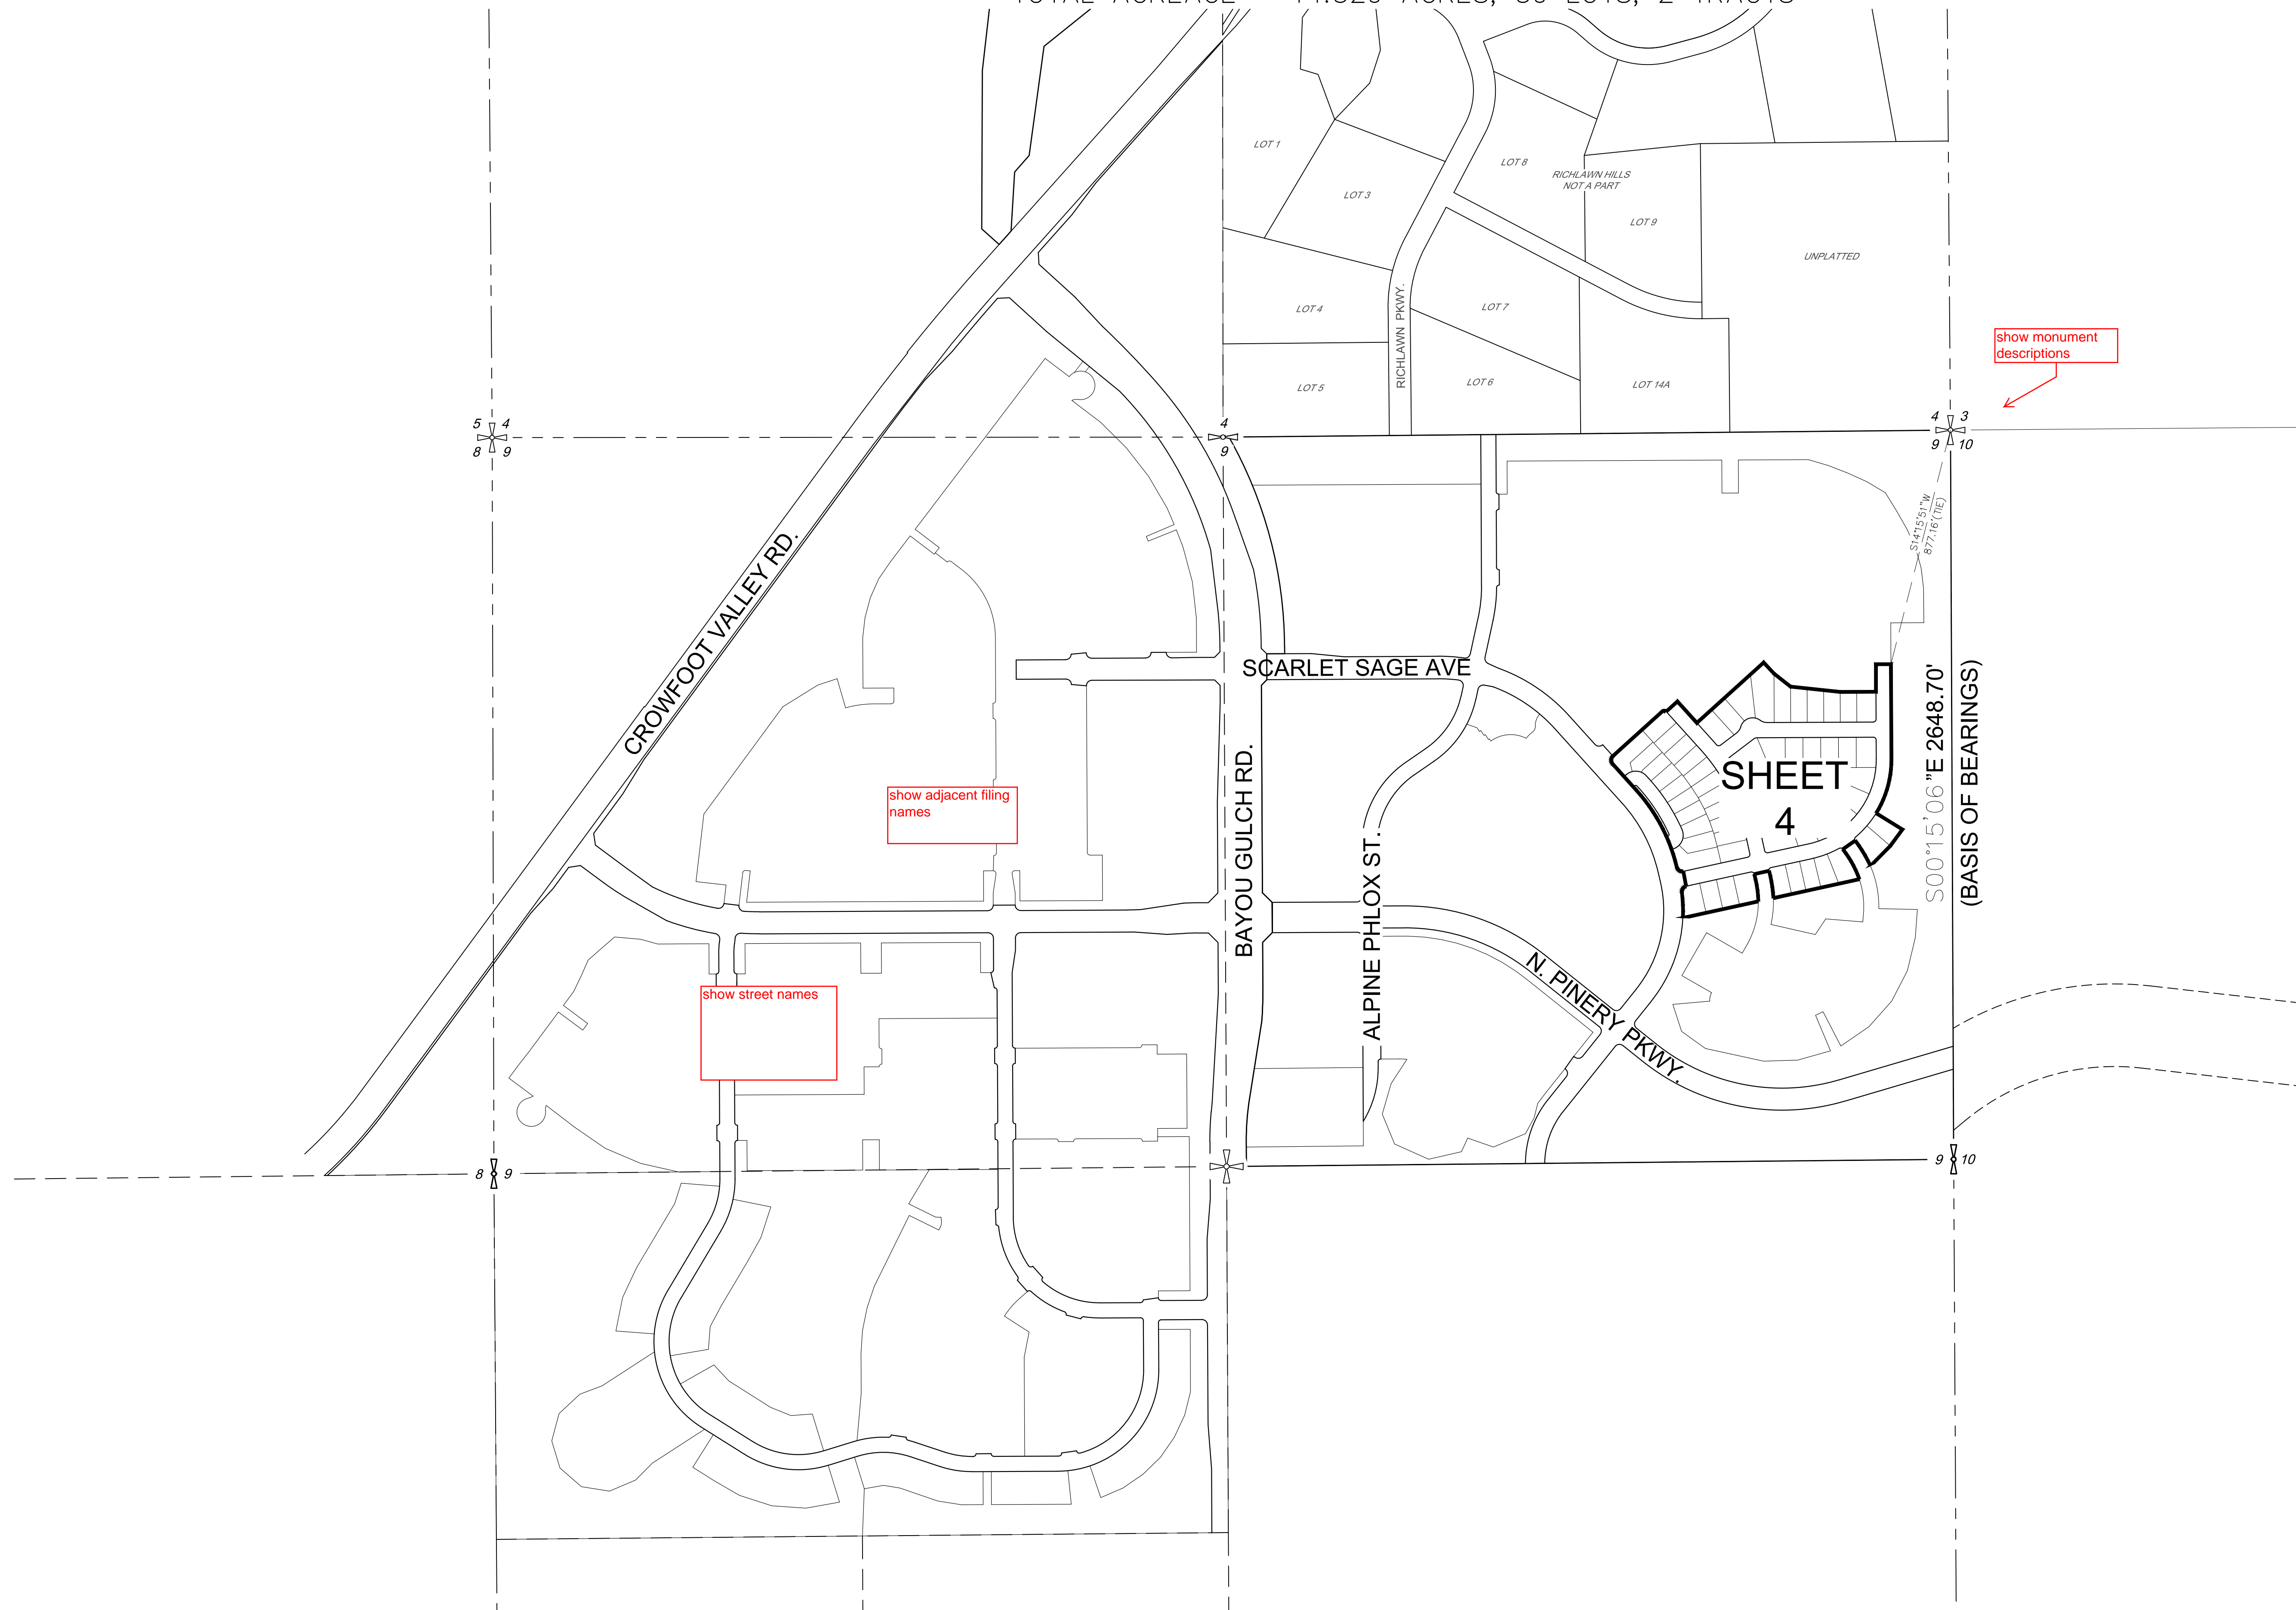 LOT 1
LOT 8
RICHLAWN HILLS
NOT A PART
LOT 3
LOT 9
UNPLATTED
LOT 4
LOT 7
RICHLAWN PKWY.
LOT 5
LOT 6
LOT 14A
show monument
descriptions
5 4
8 9
4
9
4 3
9 10
S14°15'51"W
877.16'(TIE)
CROWFOOT VALLEY RD.
SCARLET SAGE AVE
S00°15'06"E 2648.70'
(BASIS OF BEARINGS)
SHEET
4
show adjacent filing
names
BAYOU GULCH RD.
ALPINE PHLOX ST.
N. PINERY PKWY.
show street names
8 9
9 10